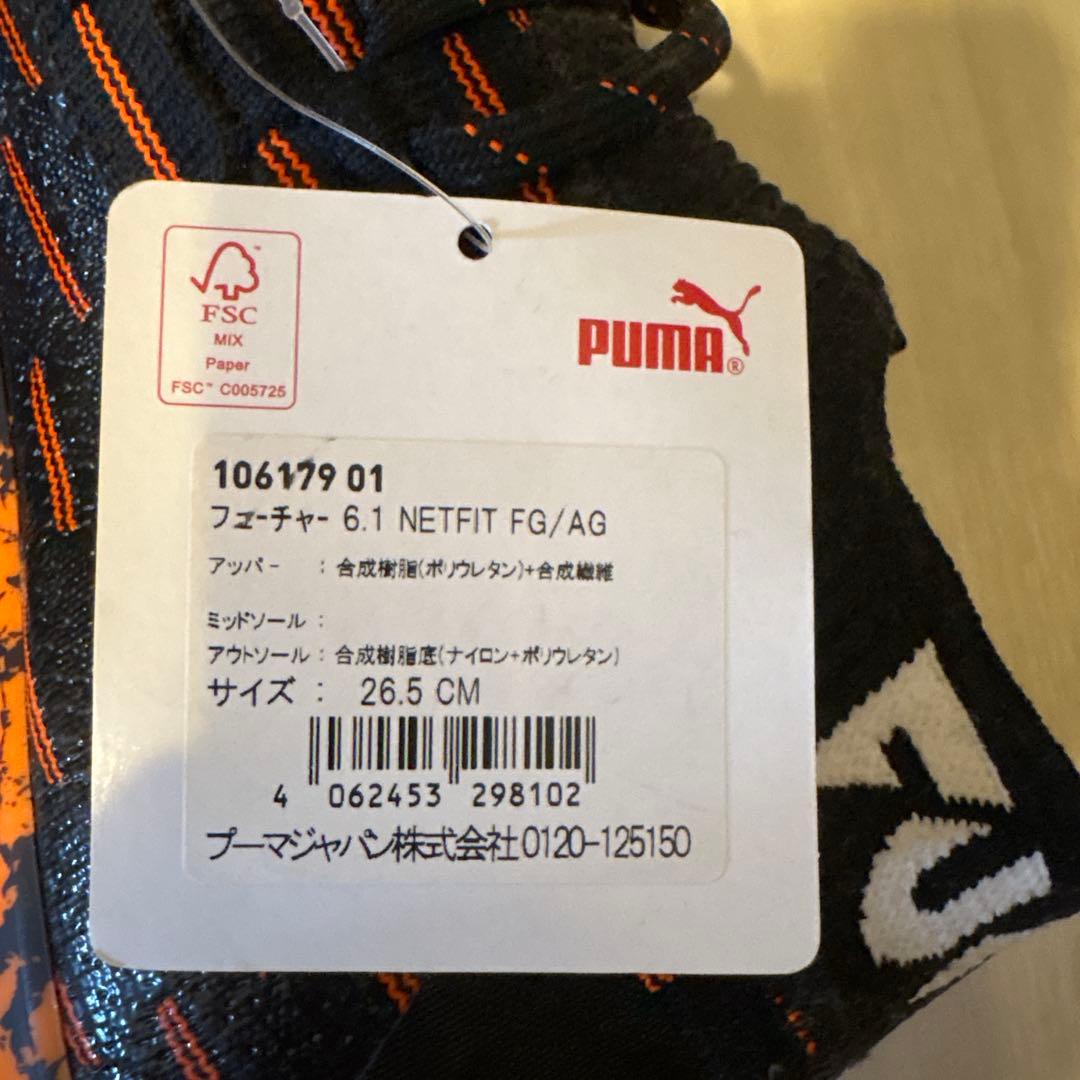 FSC™
MIX
Paper
FSC™ C005725
PUMA®
106179 01
フューチャー 6.1 NETFIT FG/AG
アッパー : 合成樹脂(ポリウレタン)+合成繊維
ミッドソール :
アウトソール : 合成樹脂底(ナイロン+ポリウレタン)
サイズ : 26.5 CM
4 062453 298102
プーマジャパン株式会社0120-125150